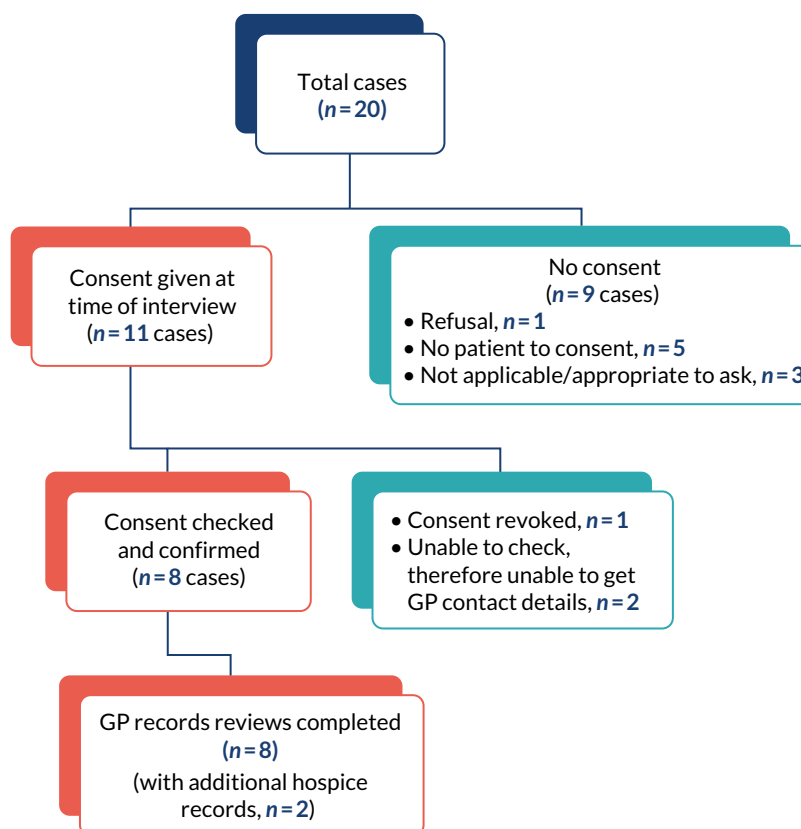 Total cases
(n = 20)
Consent given at
time of interview
(n = 11 cases)
No consent
(n = 9 cases)
• Refusal, n = 1
• No patient to consent, n = 5
• Not applicable/appropriate to ask, n = 3
Consent checked
and confirmed
(n = 8 cases)
• Consent revoked, n = 1
• Unable to check,
therefore unable to get
GP contact details, n = 2
GP records reviews completed
(n = 8)
(with additional hospice
records, n = 2)